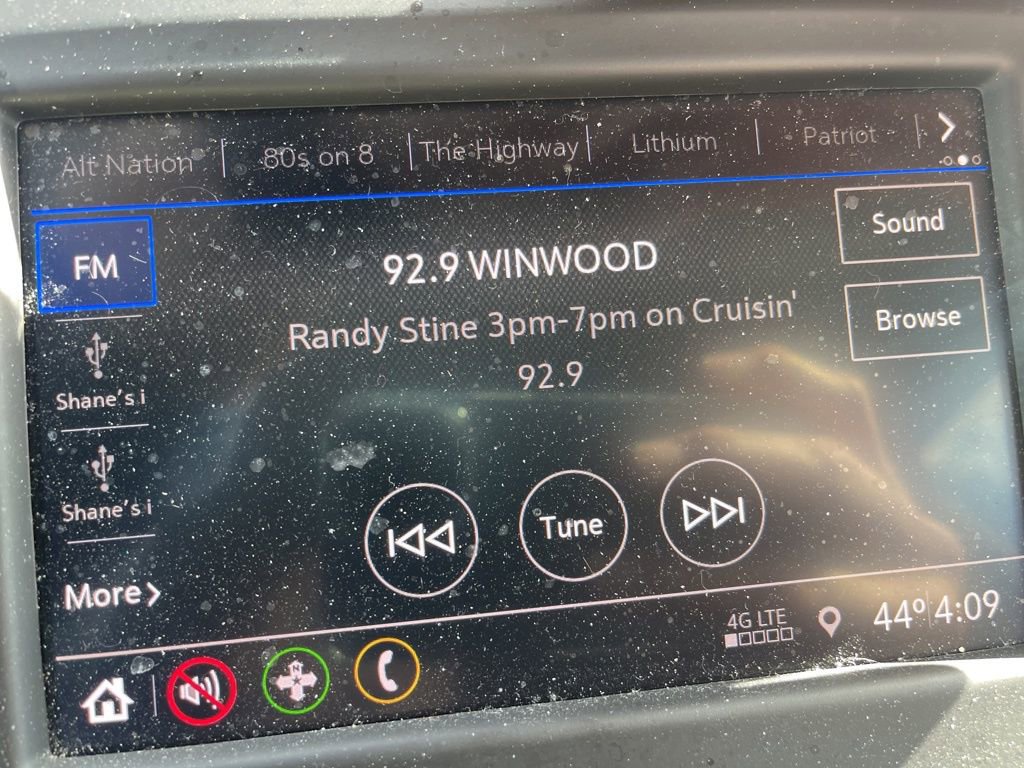 Alt Nation
80s on 8
The Highway
Lithium
Patriot
FM
92.9 WINWOOD
Sound
Randy Stine 3pm-7pm on Cruisin'
92.9
Browse
Shane's i
Shane's i
Tune
More
4G LTE
44° 4:09
N